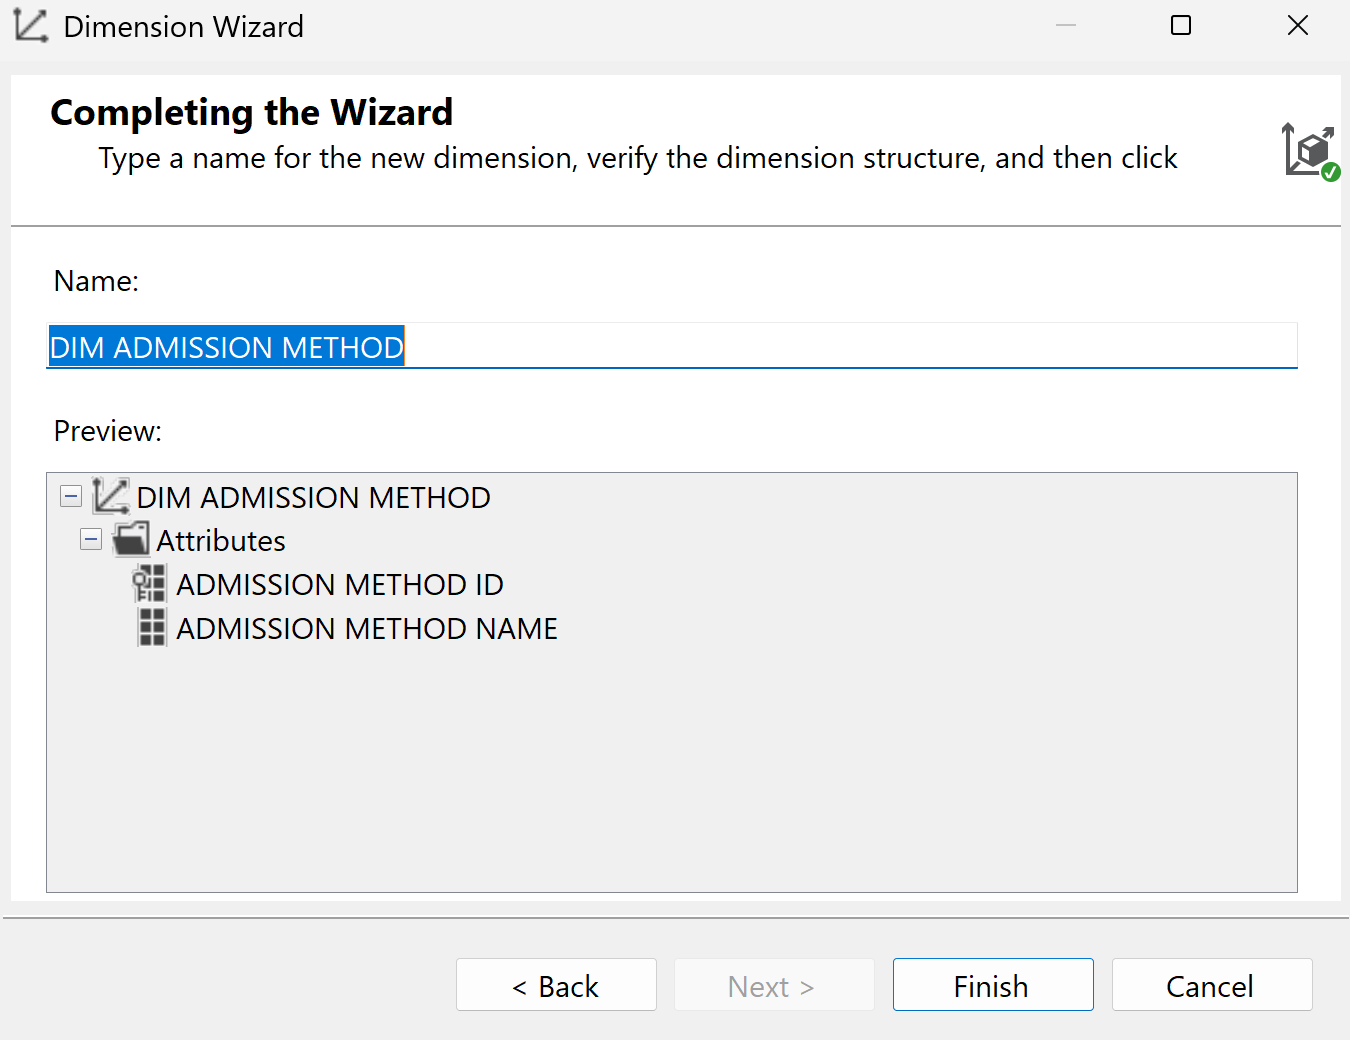 Dimension Wizard
Completing the Wizard
Type a name for the new dimension, verify the dimension structure, and then click
Name:
DIM ADMISSION METHOD
Preview:
DIM ADMISSION METHOD
Attributes
ADMISSION METHOD ID
ADMISSION METHOD NAME
< Back
Next >
Finish
Cancel